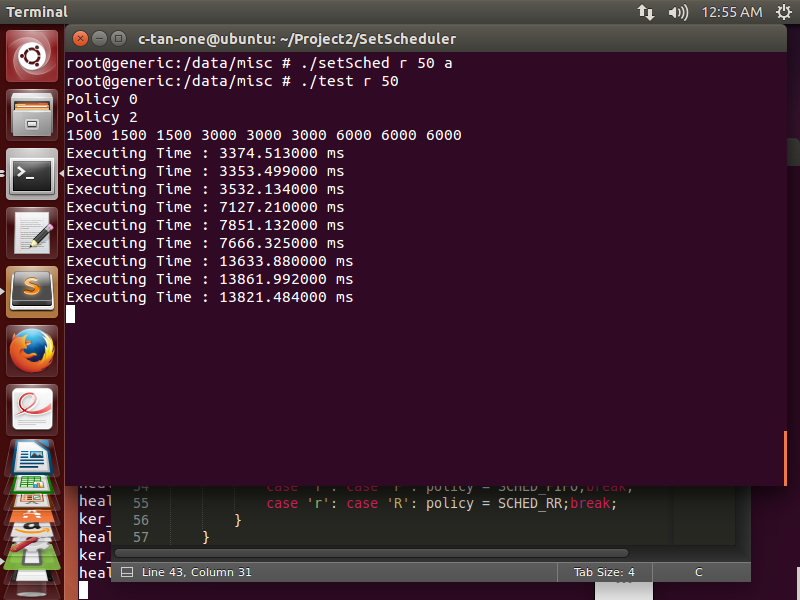 Terminal
12:55 AM
c-tan-one@ubuntu: ~/Project2/SetScheduler
root@generic:/data/misc # ./setSched r 50 a
root@generic:/data/misc # ./test r 50
Policy 0
Policy 2
1500 1500 1500 3000 3000 3000 6000 6000 6000
Executing Time : 3374.513000 ms
Executing Time : 3353.499000 ms
Executing Time : 3532.134000 ms
Executing Time : 7127.210000 ms
Executing Time : 7851.132000 ms
Executing Time : 7666.325000 ms
Executing Time : 13633.880000 ms
Executing Time : 13861.992000 ms
Executing Time : 13821.484000 ms
54 policy = SCHED_FIFO;break;
heal 55 case 'r': case 'R': policy = SCHED_RR;break;
ker_ 56 }
heal 57 }
ker_
heal Line 43, Column 31 Tab Size: 4 C